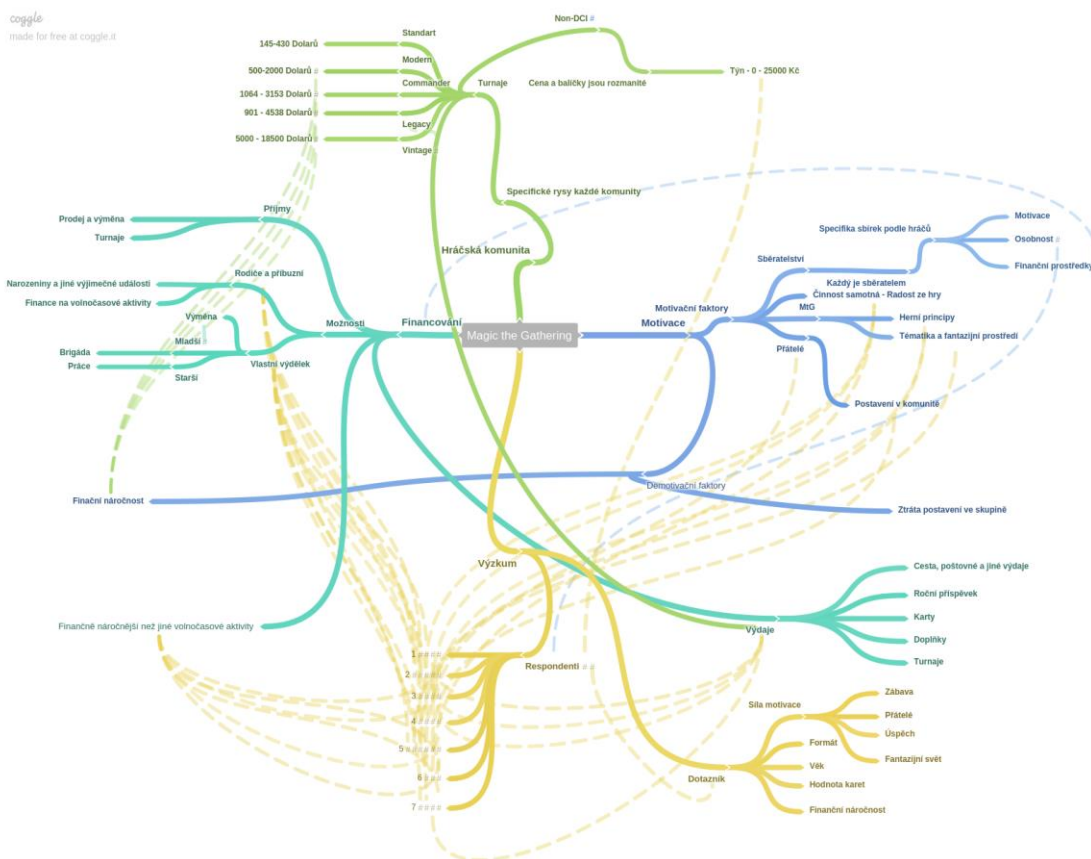 coggle
made for free at coggle.it
Non-DCI #
Týn - 0 - 25000 Kč
Cena a balíčky jsou rozmanité
Standart
145-430 Dolarů
Modern
500-2000 Dolarů #
Commander
1064 - 3153 Dolarů #
901 - 4538 Dolarů #
Legacy
5000 - 18500 Dolarů #
Vintage #
Turnaje
Specifické rysy každé komunity
Hráčská komunita
Příjmy
Prodej a výměna
Turnaje
Rodiče a příbuzní
Narozeniny a jiné výjimečné události
Finance na volnočasové aktivity
Výměna
Mladší
Brigáda
Práce
Starší
Vlastní výdělek
Možnosti
Financování
Magic the Gathering
Motivace
Motivační faktory
Sběratelství
Specifika sbírek podle hráčů
Motivace
Osobnost #
Finanční prostředky
Každý je sběratelem
Činnost samotná - Radost ze hry
MtG
Herní principy
Tématika a fantazijní prostředí
Přátelé
Postavení v komunitě
Finační náročnost
Demotivační faktory
Ztráta postavení ve skupině
Výzkum
Finančně náročnější než jiné volnočasové aktivity
Cesta, poštovné a jiné výdaje
Roční příspěvek
Karty
Doplňky
Turnaje
Výdaje
Respondenti # #
1 # # # #
2 # # # #
3 # # # #
4 # # # #
5 # # # # # #
6 # # # #
7 # # # #
Dotazník
Síla motivace
Zábava
Přátelé
Úspěch
Fantazijní svět
Formát
Věk
Hodnota karet
Finanční náročnost